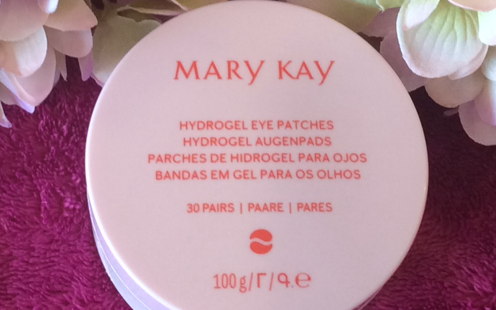 MARY KAY
HYDROGEL EYE PATCHES
HYDROGEL AUGENPADS
PARCHES DE HIDROGEL PARA OJOS
BANDAS EM GEL PARA OS OLHOS
30 PAIRS | PAARE | PARES
100 g/Г/Գ.℮